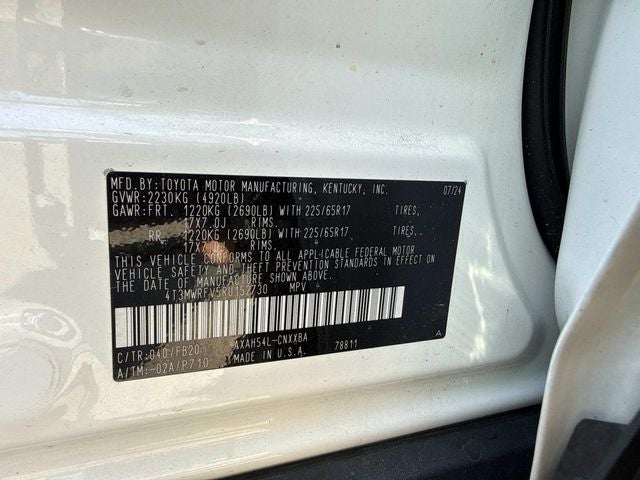 MFD.BY:TOYOTA MOTOR MANUFACTURING, KENTUCKY, INC. 07/24
GVWR:2230KG (4920LB)
GAWR:FRT. 1220KG (2690LB) WITH 225/65R17 TIRES,
17X7.0J RIMS.
RR. 1220KG (2690LB) WITH 225/65R17 TIRES,
RIMS.
THIS VEHICLE CONFORMS TO ALL APPLICABLE FEDERAL MOTOR
VEHICLE SAFETY AND THEFT PREVENTION STANDARDS IN EFFECT ON
THE DATE OF MANUFACTURE SHOWN ABOVE.
MPV
C/TR:040/FB20 AXAH54L-CNXXBA A
A/TM:-02A/P710 MADE IN U.S.A. 78811